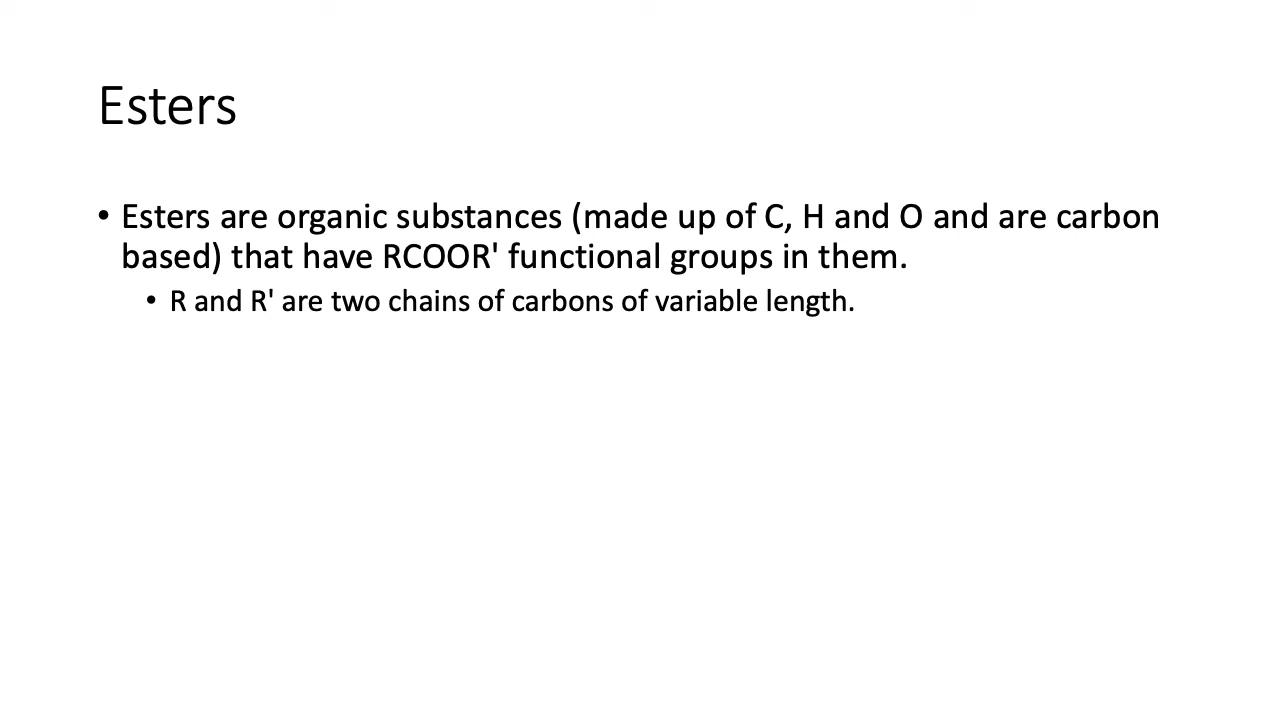 Esters
• Esters are organic substances (made up of C, H and O and are carbon
based) that have RCOOR' functional groups in them.
• R and R' are two chains of carbons of variable length.